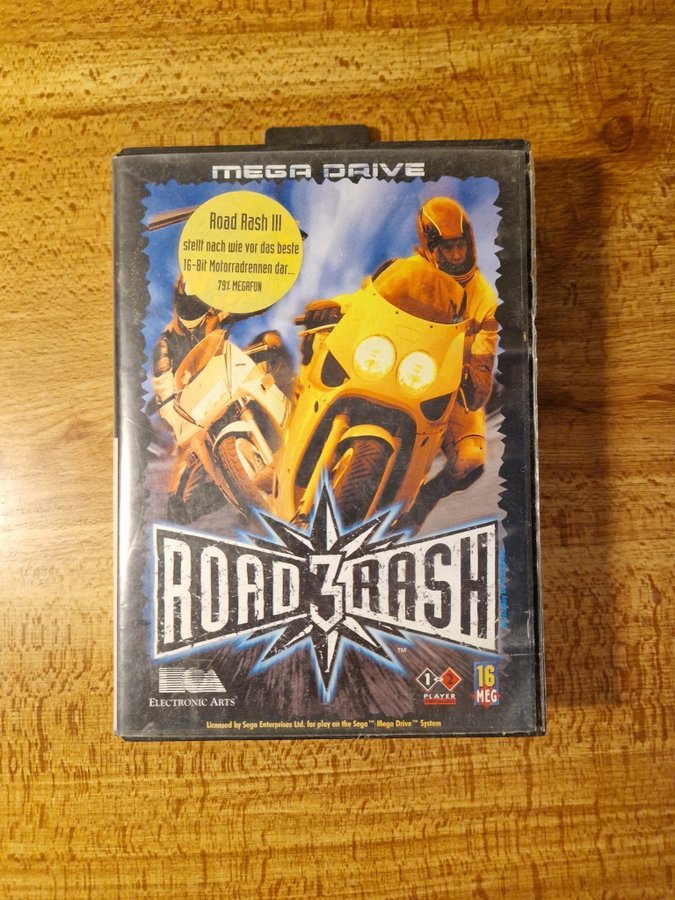 MEGA DRIVE
Road Rash III
stellt nach wie vor das beste
16-Bit Motorradrennen dar...
79% MEGAFUN
ROAD 3 RASH
™
EA
ELECTRONIC ARTS®
1-2
PLAYER
16
MEG
Licensed by Sega Enterprises Ltd. for play on the Sega™ Mega Drive™ System